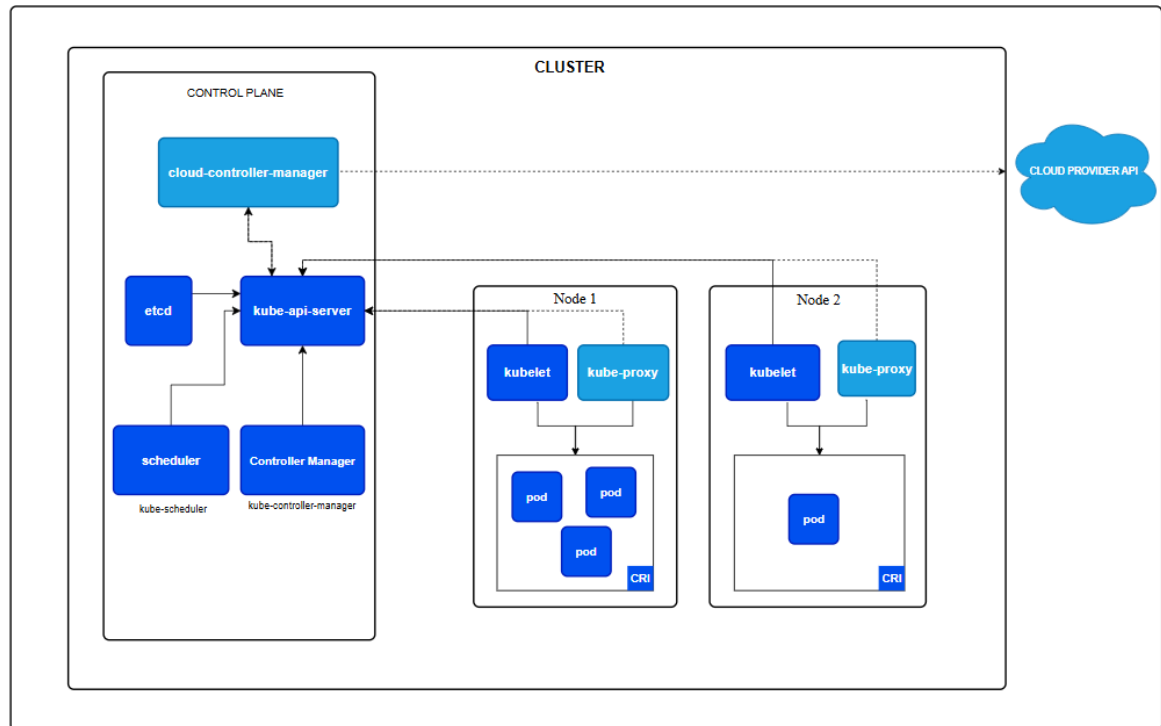 CLUSTER
CONTROL PLANE
cloud-controller-manager
CLOUD PROVIDER API
etcd
kube-api-server
scheduler
kube-scheduler
Controller Manager
kube-controller-manager
Node 1
kubelet
kube-proxy
pod
pod
pod
CRI
Node 2
kubelet
kube-proxy
pod
CRI